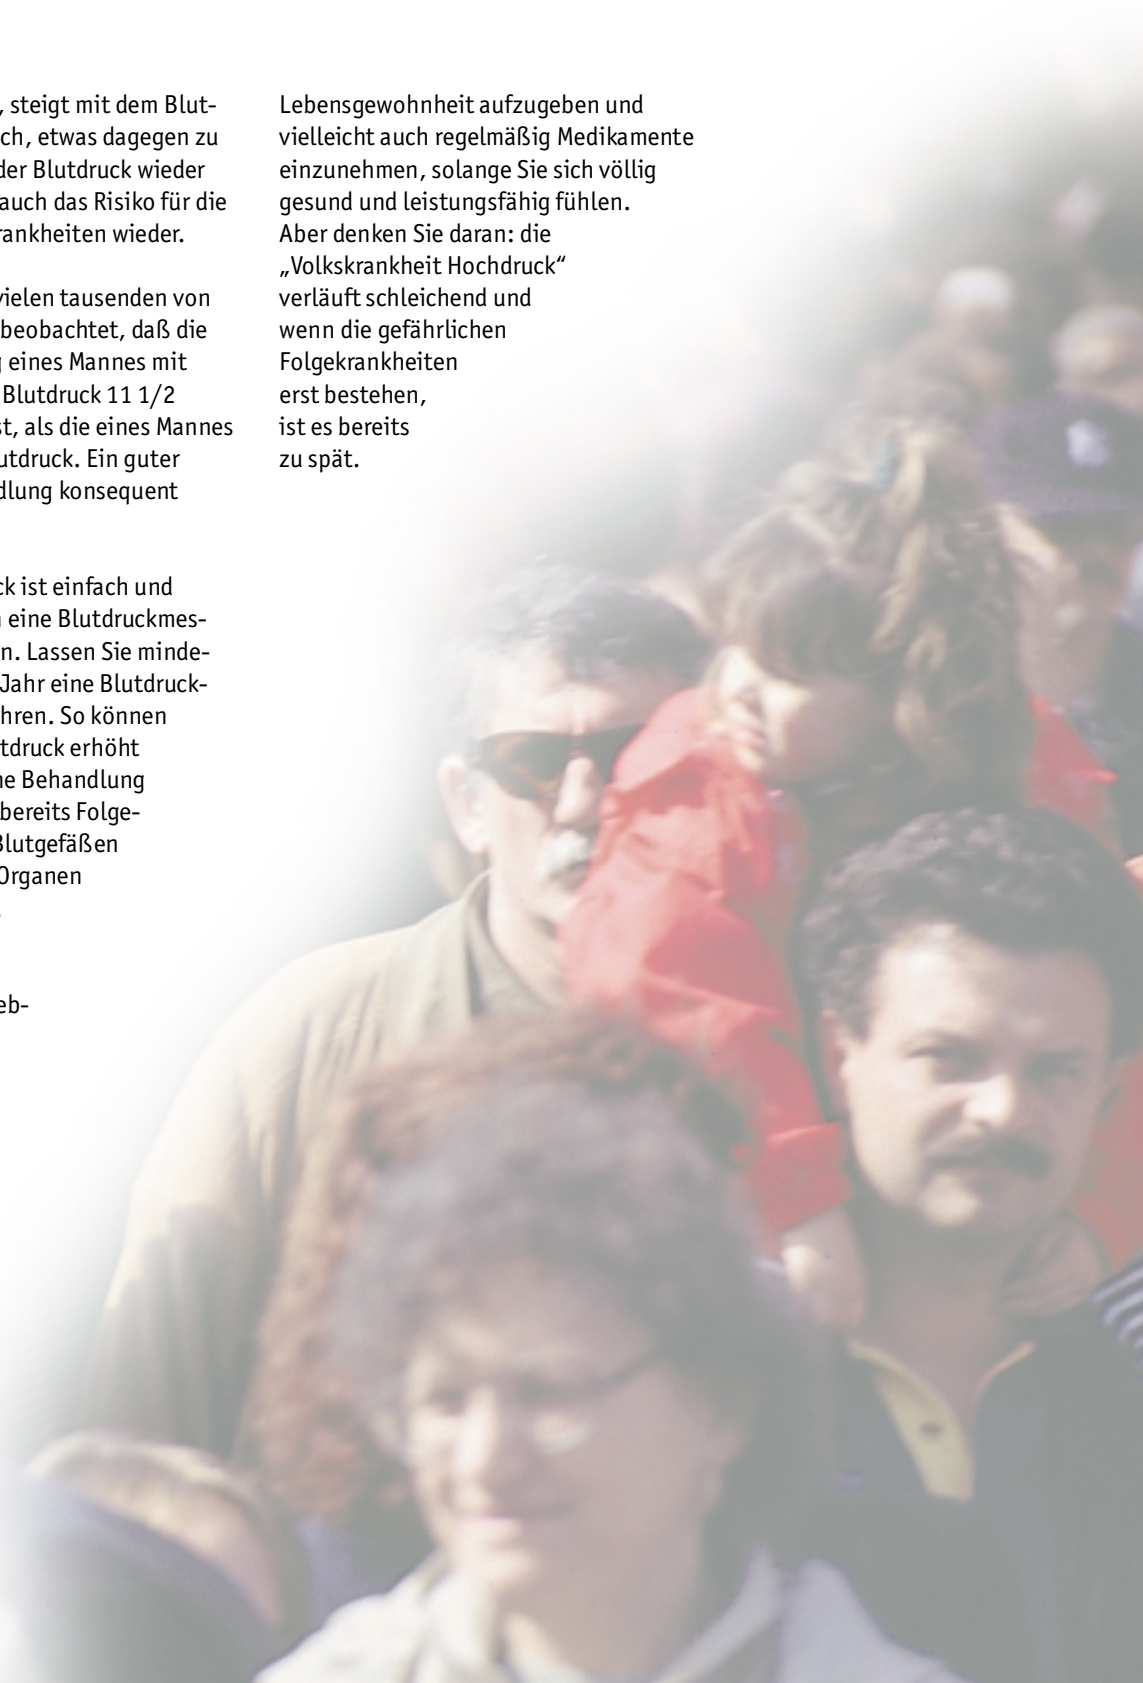 , steigt mit dem Blut-
ch, etwas dagegen zu
der Blutdruck wieder
auch das Risiko für die
rankheiten wieder.
vielen tausenden von
beobachtet, daß die
g eines Mannes mit
Blutdruck 11 1/2
st, als die eines Mannes
utdruck. Ein guter
dlung konsequent
ck ist einfach und
n eine Blutdruckmes-
n. Lassen Sie minde-
Jahr eine Blutdruck-
hren. So können
tdruck erhöht
ne Behandlung
bereits Folge-
Blutgefäßen
Organen
.
eb-
Lebensgewohnheit aufzugeben und
vielleicht auch regelmäßig Medikamente
einzunehmen, solange Sie sich völlig
gesund und leistungsfähig fühlen.
Aber denken Sie daran: die
„Volkskrankheit Hochdruck“
verläuft schleichend und
wenn die gefährlichen
Folgekrankheiten
erst bestehen,
ist es bereits
zu spät.